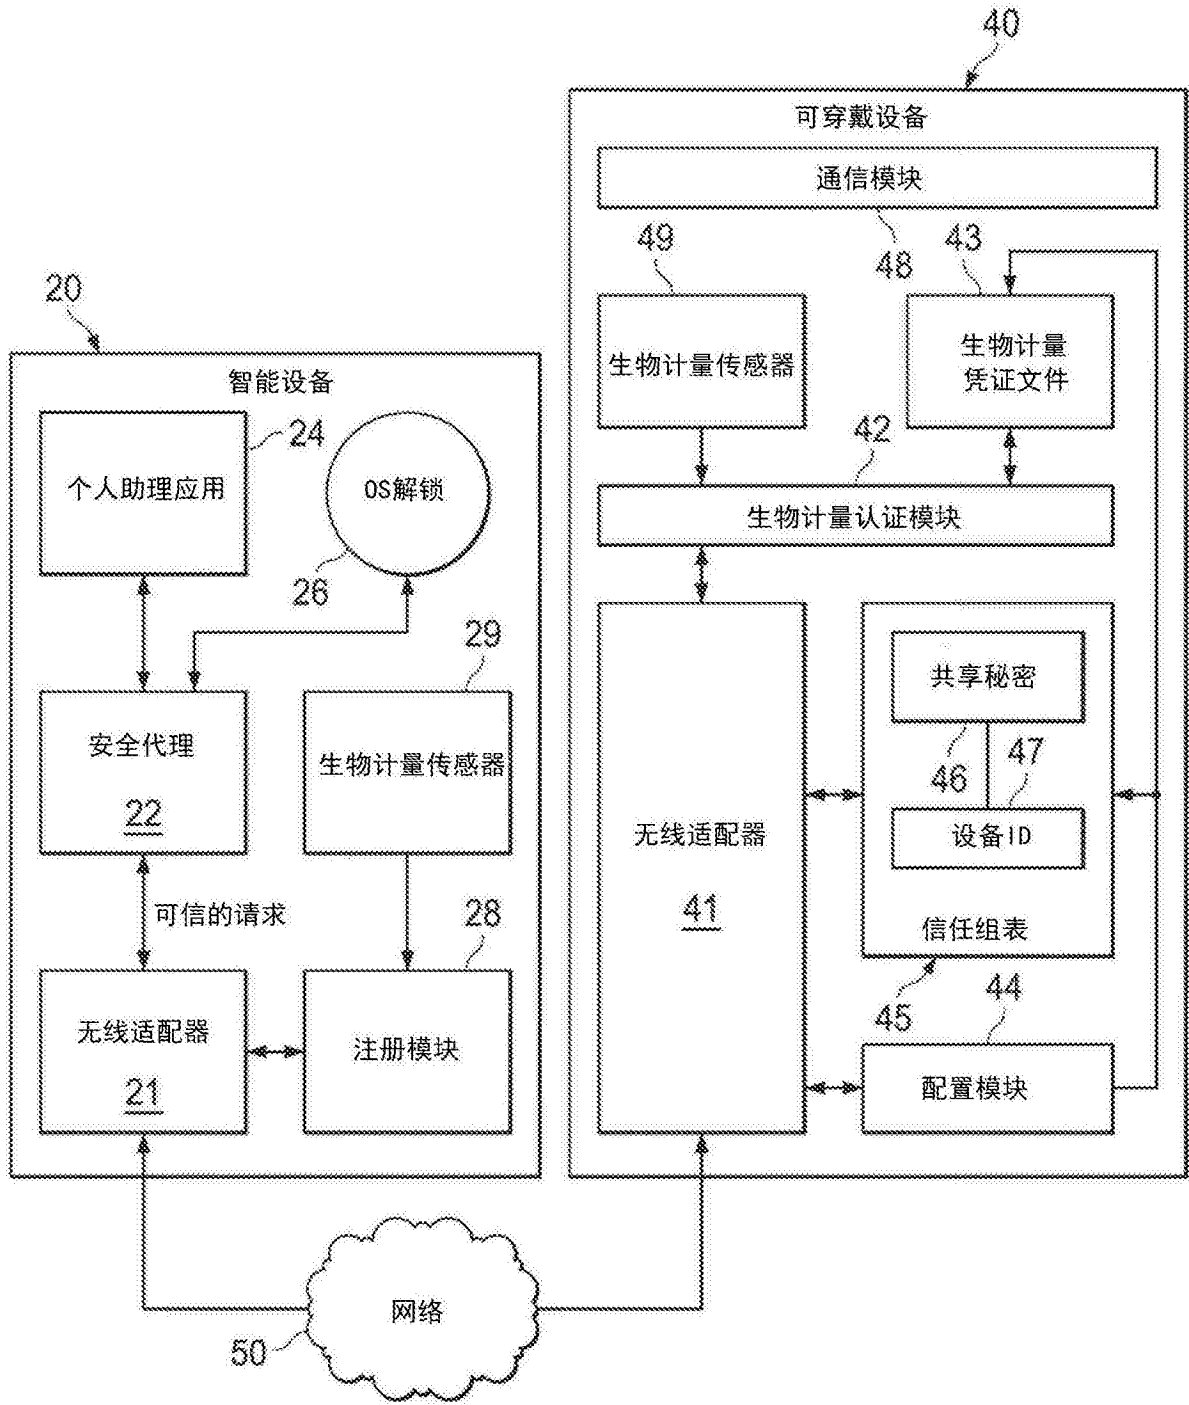 40
可穿戴设备
通信模块
48
49
43
生物计量传感器
生物计量
凭证文件
42
生物计量认证模块
无线适配器
41
共享秘密
46
47
设备ID
信任组表
45
44
配置模块
20
智能设备
24
个人助理应用
OS解锁
26
29
安全代理
22
生物计量传感器
可信的请求
28
无线适配器
21
注册模块
网络
50